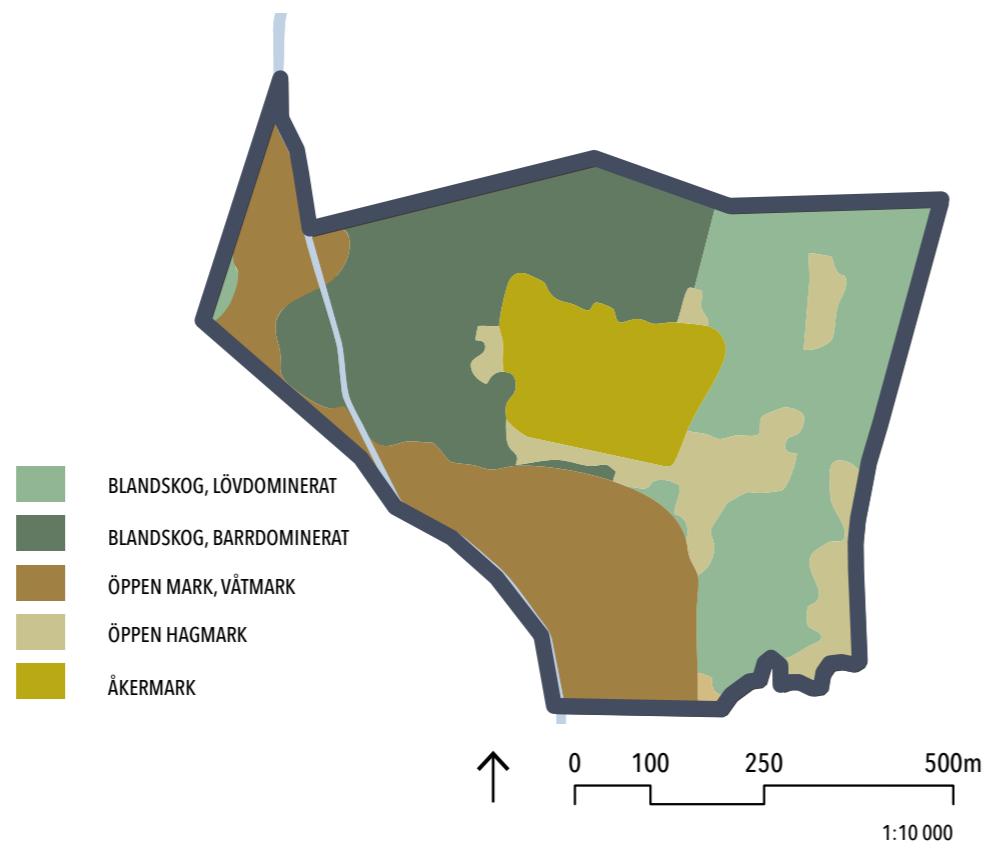 BLANDSKOG, LÖVDOMINERAT
BLANDSKOG, BARRDOMINERAT
ÖPPEN MARK, VÅTMARK
ÖPPEN HAGMARK
ÅKERMARK
0 100 250 500m
1:10 000